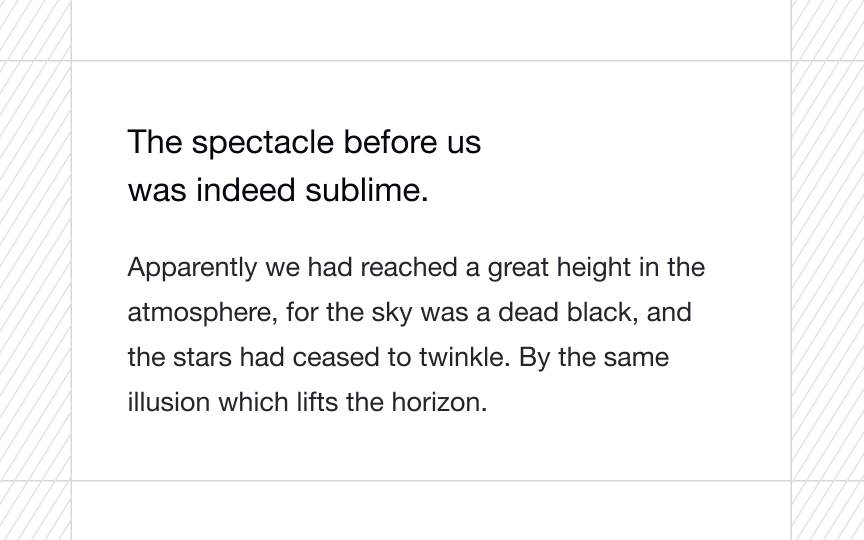 The spectacle before us
was indeed sublime.
Apparently we had reached a great height in the
atmosphere, for the sky was a dead black, and
the stars had ceased to twinkle. By the same
illusion which lifts the horizon.